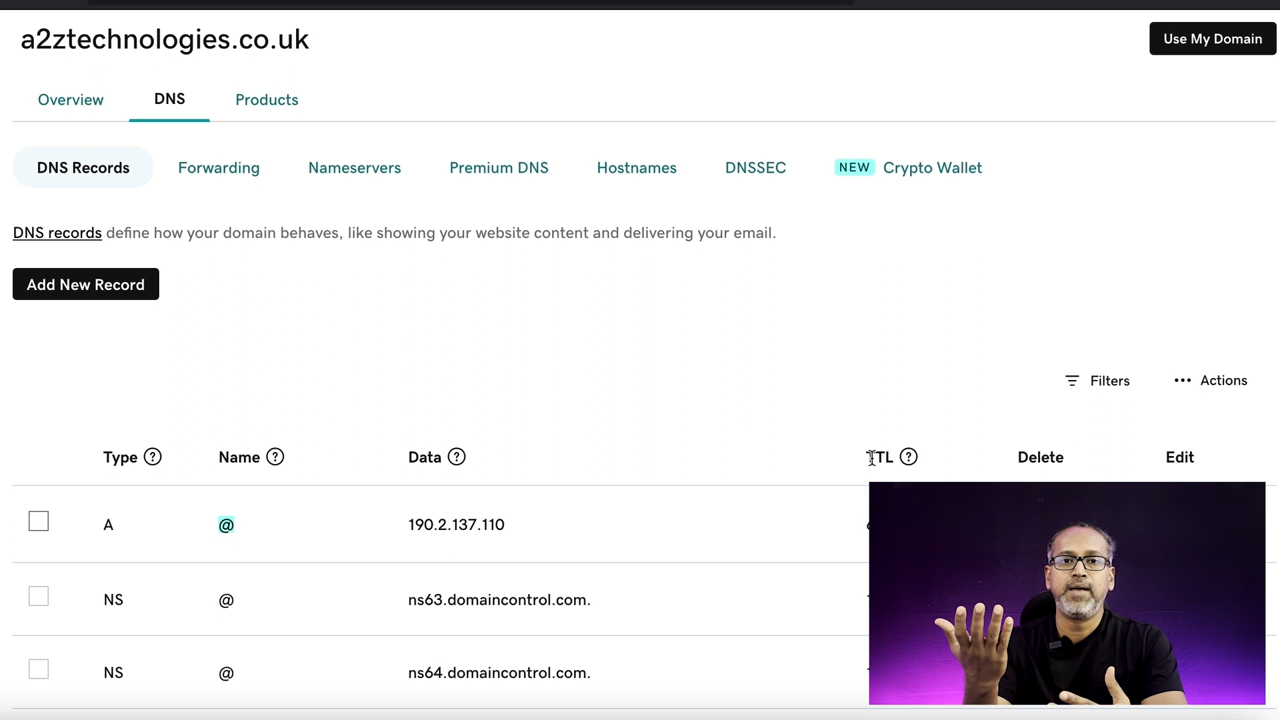 a2ztechnologies.co.uk
Use My Domain
Overview DNS Products
DNS Records Forwarding Nameservers Premium DNS Hostnames DNSSEC NEW Crypto Wallet
DNS records define how your domain behaves, like showing your website content and delivering your email.
Add New Record
Filters ••• Actions
Type ? Name ? Data ? TTL ? Delete Edit
A @ 190.2.137.110
NS @ ns63.domaincontrol.com.
NS @ ns64.domaincontrol.com.